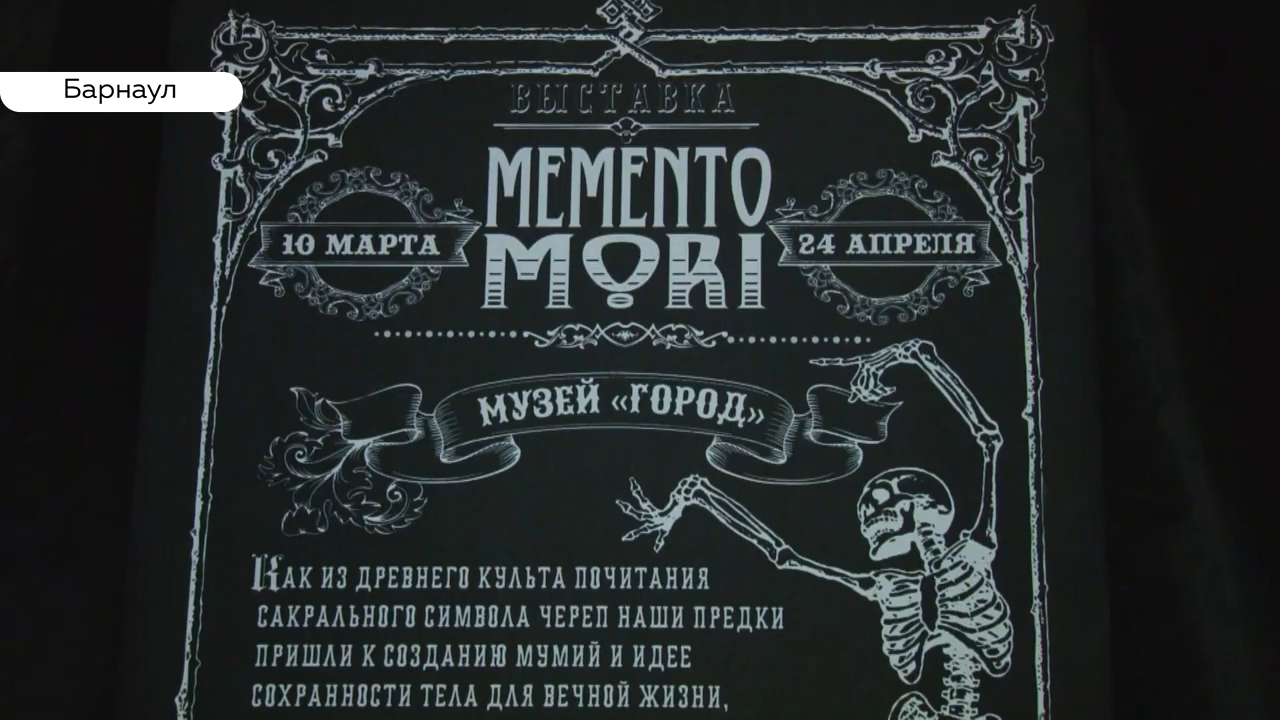 Барнаул
ВЫСТАВКА
MEMENTO
MORI
10 МАРТА
24 АПРЕЛЯ
МУЗЕЙ «ГОРОД»
КАК ИЗ ДРЕВНЕГО КУЛЬТА ПОЧИТАНИЯ
САКРАЛЬНОГО СИМВОЛА ЧЕРЕП НАШИ ПРЕДКИ
ПРИШЛИ К СОЗДАНИЮ МУМИЙ И ИДЕЕ
СОХРАННОСТИ ТЕЛА ДЛЯ ВЕЧНОЙ ЖИЗНИ,